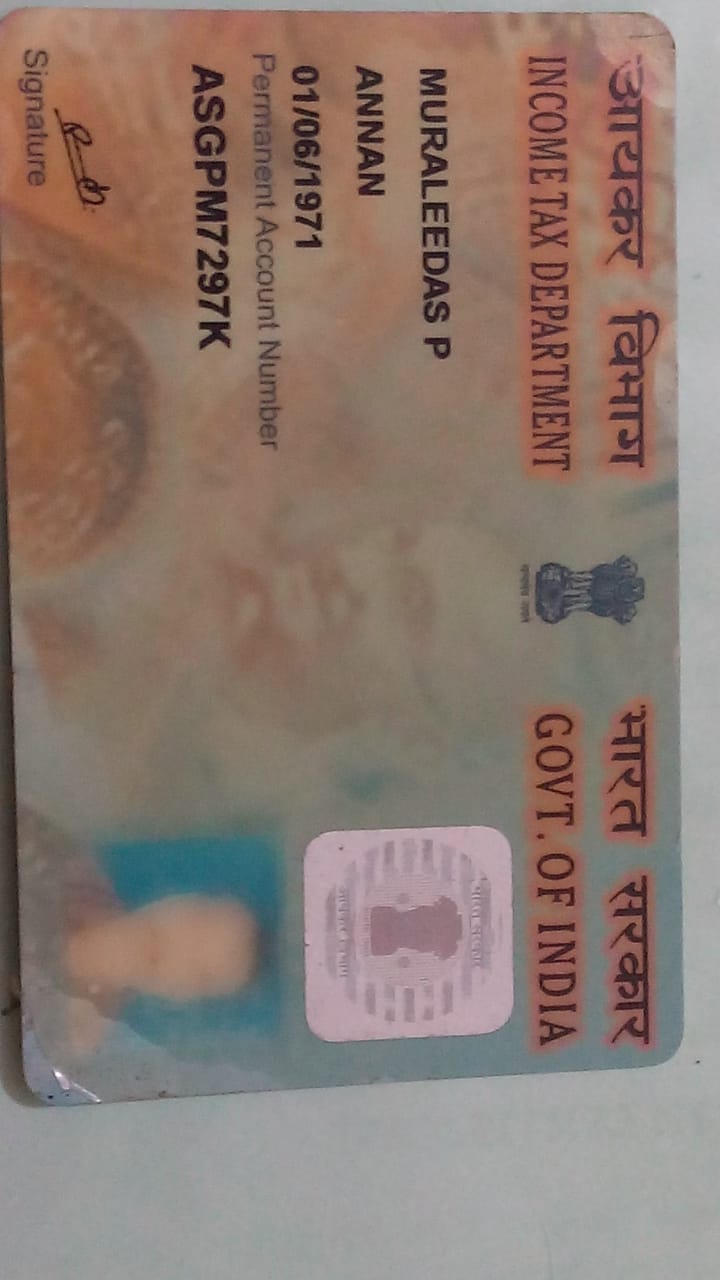 आयकर विभाग
INCOME TAX DEPARTMENT
भारत सरकार
GOVT. OF INDIA
MURALEEDAS P
ANNAN
01/06/1971
Permanent Account Number
ASGPM7297K
Signature